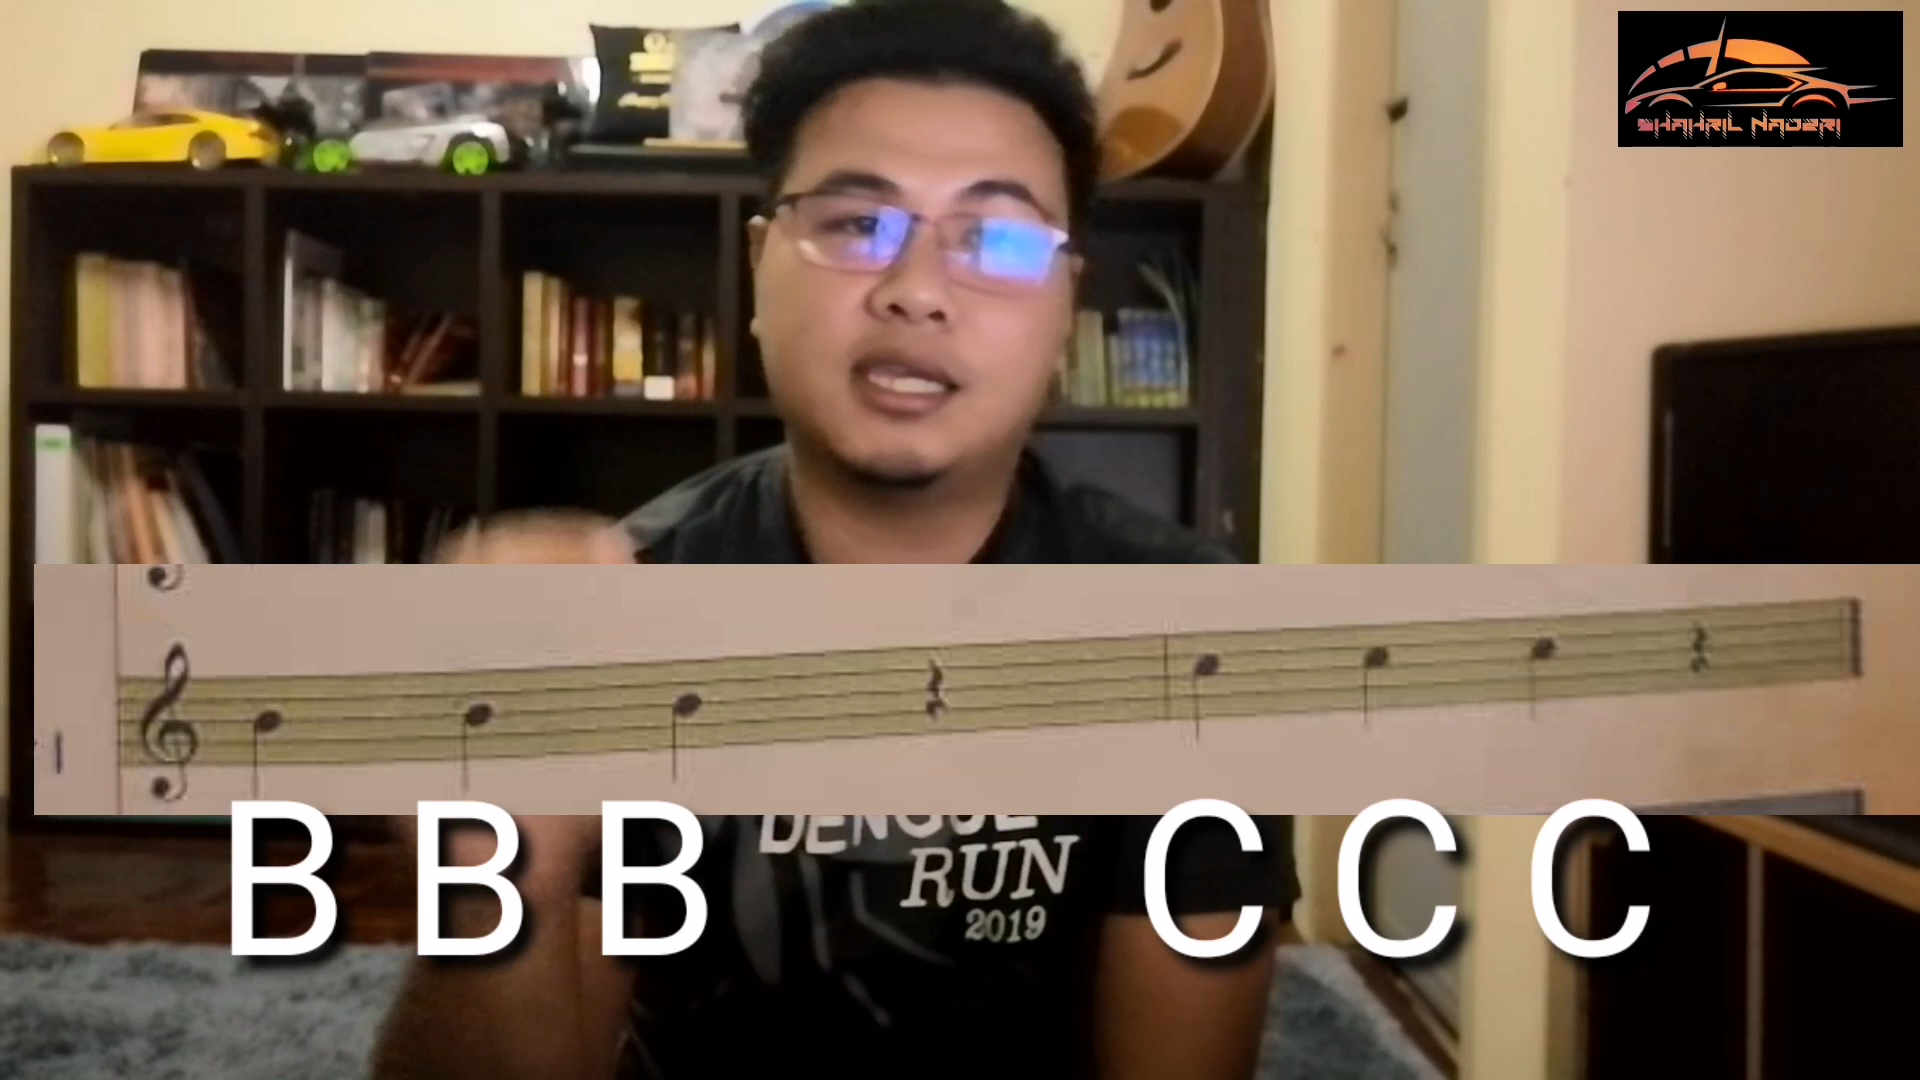 SHAHRIL NADZRI
B B B C C C
DENGUE
RUN
2019